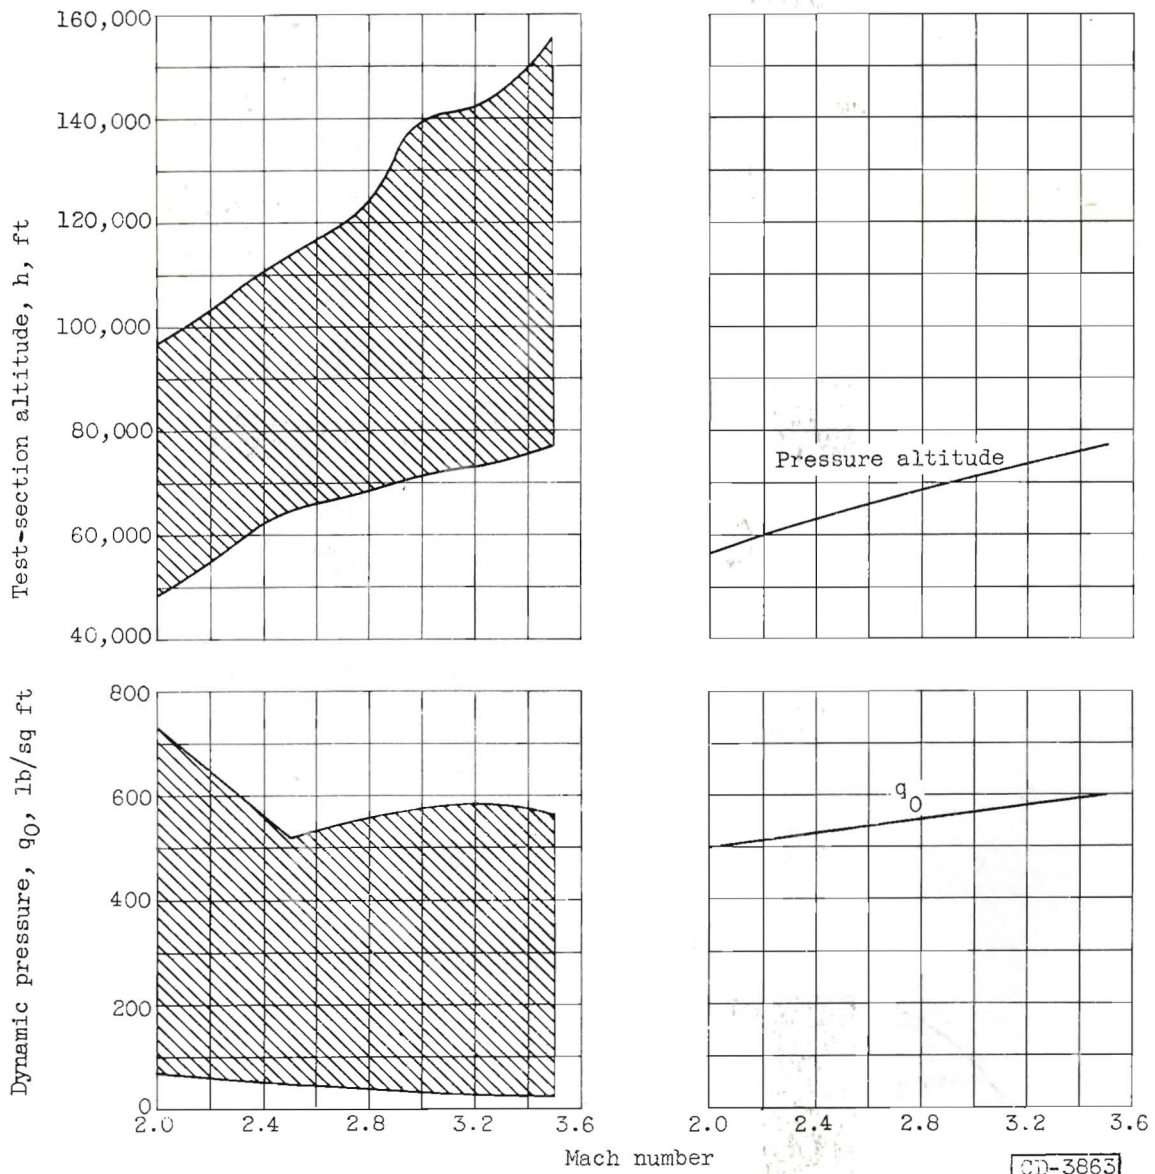 Test-section altitude, h, ft
160,000
140,000
120,000
100,000
80,000
60,000
40,000
Pressure altitude
Dynamic pressure, q0, lb/sq ft
800
600
400
200
0
2.0 2.4 2.8 3.2 3.6
q0
2.0 2.4 2.8 3.2 3.6
Mach number
CD-3863